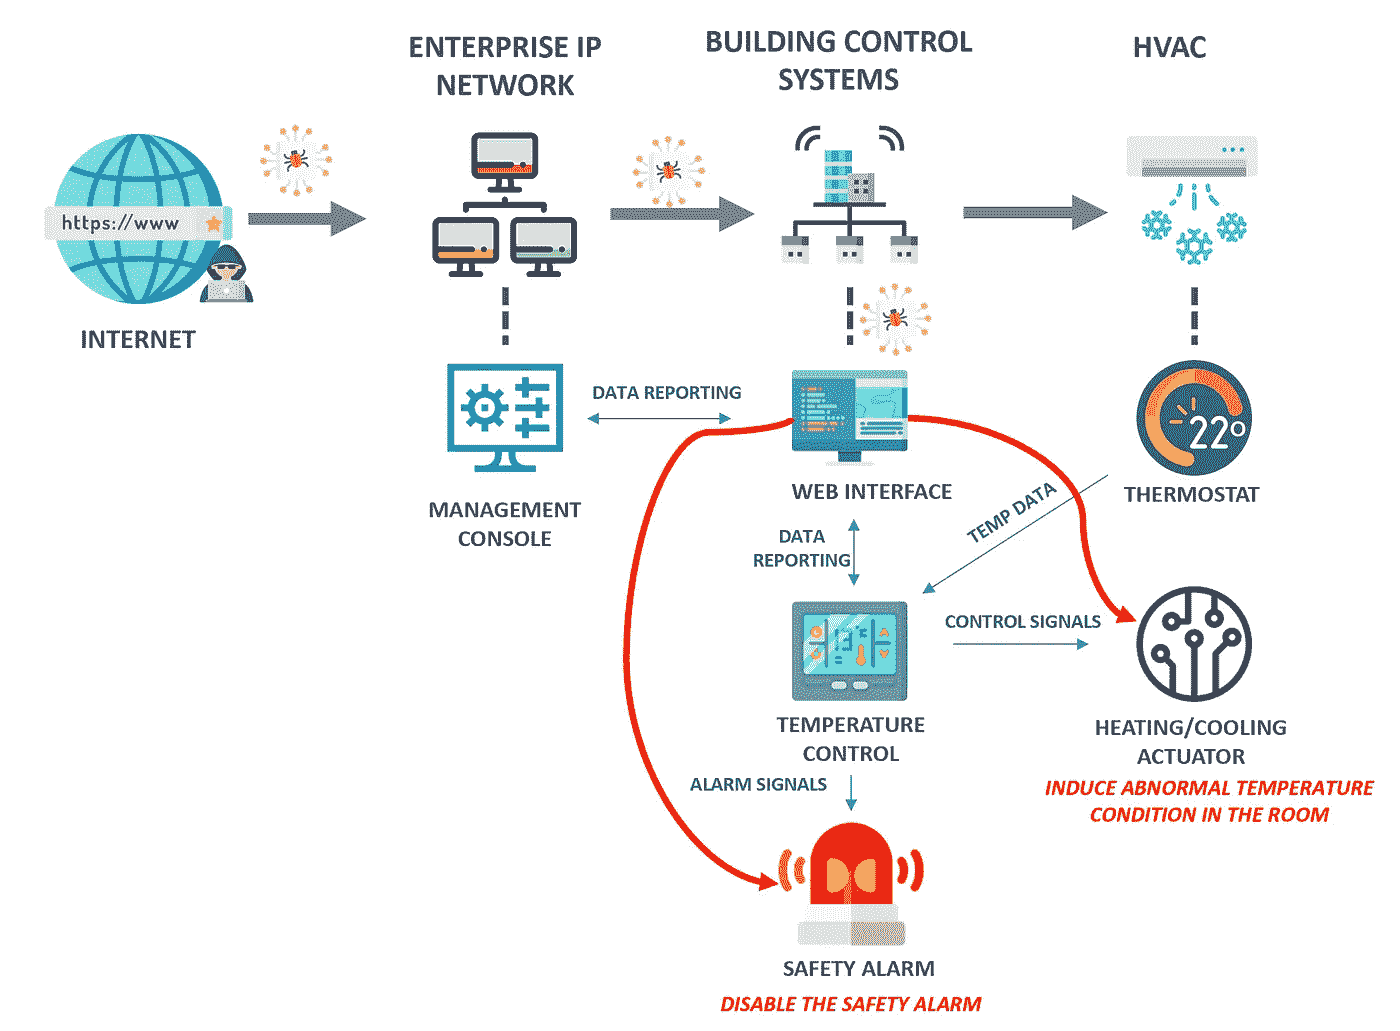 ENTERPRISE IP
NETWORK
BUILDING CONTROL
SYSTEMS
HVAC
https://www
INTERNET
DATA REPORTING
22°
MANAGEMENT
CONSOLE
WEB INTERFACE
THERMOSTAT
TEMP DATA
DATA
REPORTING
CONTROL SIGNALS
13°
TEMPERATURE
CONTROL
HEATING/COOLING
ACTUATOR
INDUCE ABNORMAL TEMPERATURE
CONDITION IN THE ROOM
ALARM SIGNALS
SAFETY ALARM
DISABLE THE SAFETY ALARM